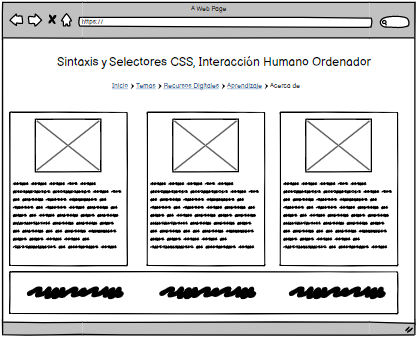 A Web Page
https://
Sintaxis y Selectores CSS, Interacción Humano Ordenador
Inicio > Temas > Recursos Digitales > Aprendizaje > Acerca de